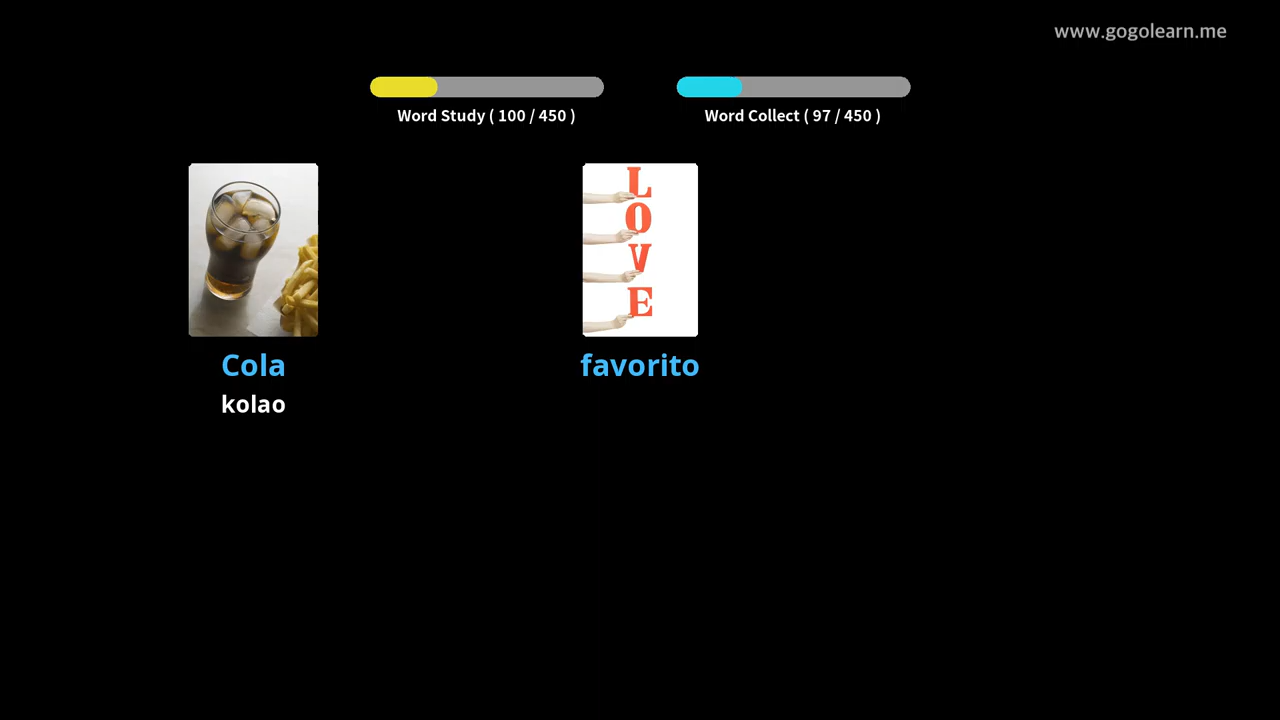 www.gogolearn.me
Word Study ( 100 / 450 )
Word Collect ( 97 / 450 )
L
O
V
E
Cola
favorito
kolao